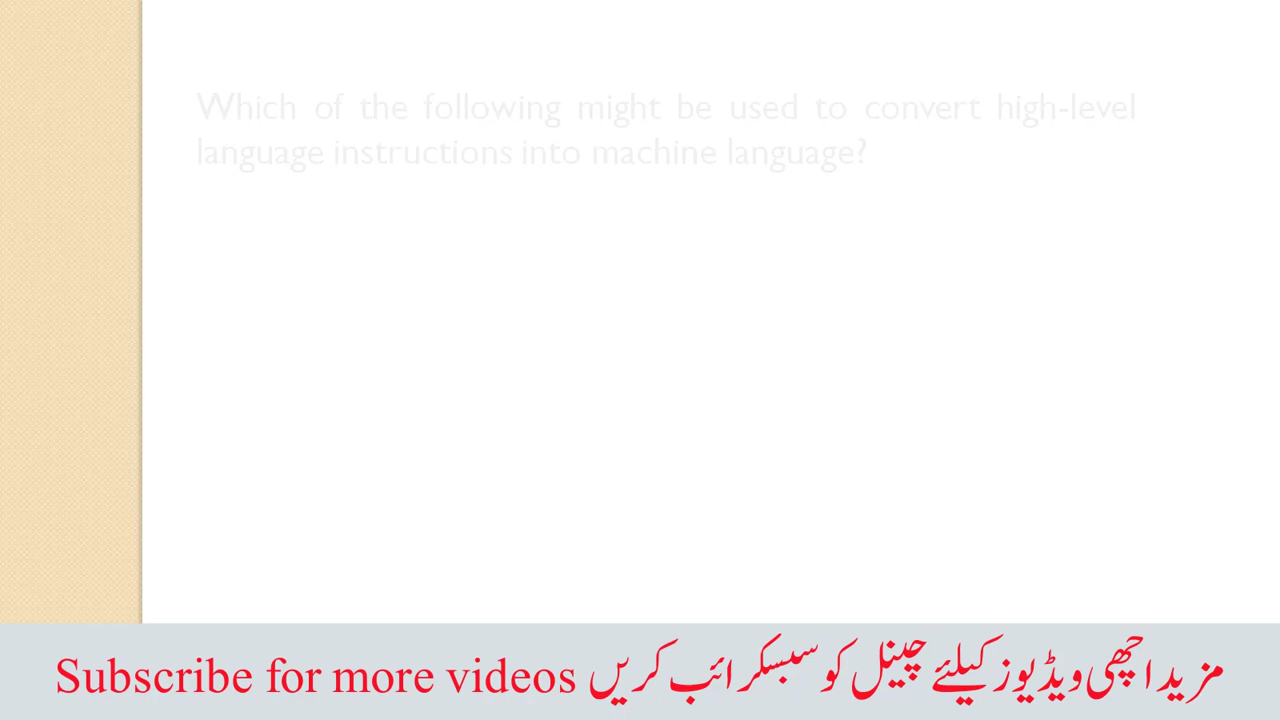 Which of the following might be used to convert high-level
language instructions into machine language?
Subscribe for more videos مزید اچھی ویڈیوز کیلئے چینل کو سبسکرائب کریں